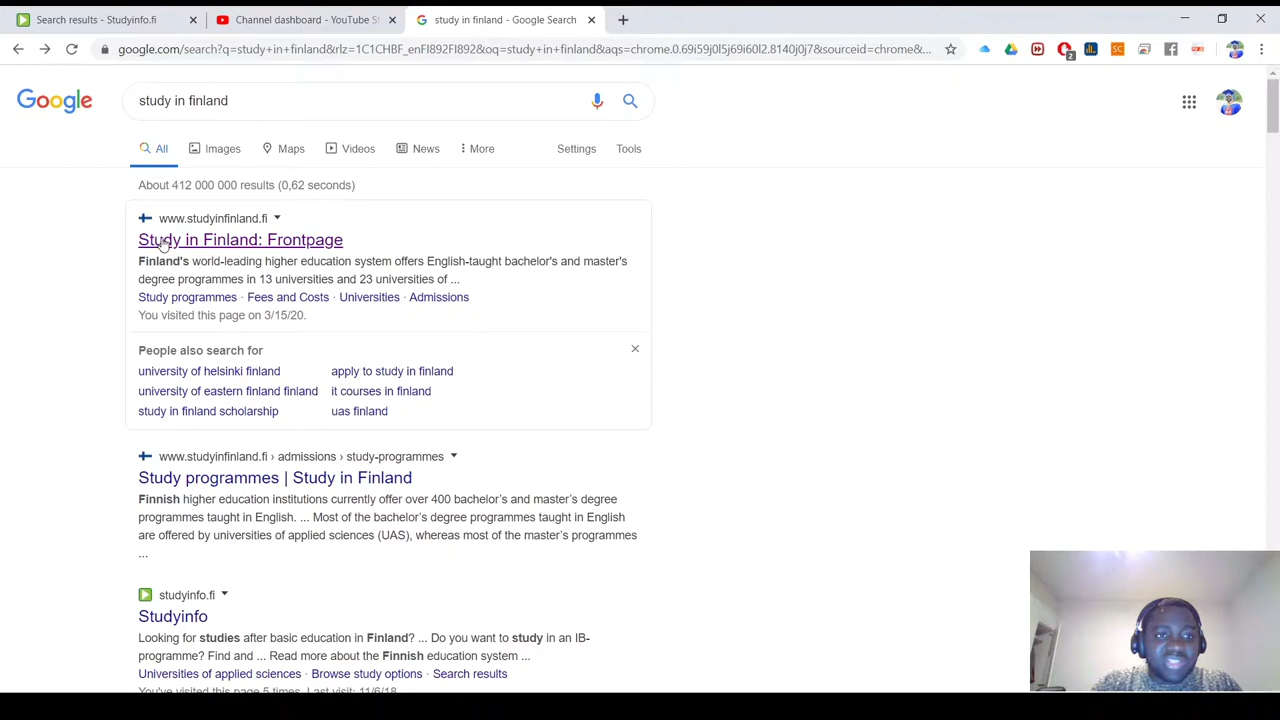 Search results - Studyinfo.fi
Channel dashboard - YouTube St
study in finland - Google Search
google.com/search?q=study+in+finland&rlz=1C1CHBF_enFI892FI892&oq=study+in+finland&aqs=chrome.0.69i59j0l5j69i60l2.8140j0j7&sourceid=chrome&...
2
Google
study in finland
All
Images
Maps
Videos
News
More
Settings
Tools
About 412 000 000 results (0,62 seconds)
www.studyinfinland.fi
Study in Finland: Frontpage
Finland's world-leading higher education system offers English-taught bachelor's and master's
degree programmes in 13 universities and 23 universities of ...
Study programmes · Fees and Costs · Universities · Admissions
You visited this page on 3/15/20.
People also search for
university of helsinki finland
apply to study in finland
university of eastern finland finland
it courses in finland
study in finland scholarship
uas finland
www.studyinfinland.fi › admissions › study-programmes
Study programmes | Study in Finland
Finnish higher education institutions currently offer over 400 bachelor's and master's degree
programmes taught in English. ... Most of the bachelor's degree programmes taught in English
are offered by universities of applied sciences (UAS), whereas most of the master's programmes
...
studyinfo.fi
Studyinfo
Looking for studies after basic education in Finland? ... Do you want to study in an IB-
programme? Find and ... Read more about the Finnish education system ...
Universities of applied sciences · Browse study options · Search results
You've visited this page 5 times. Last visit: 11/6/18